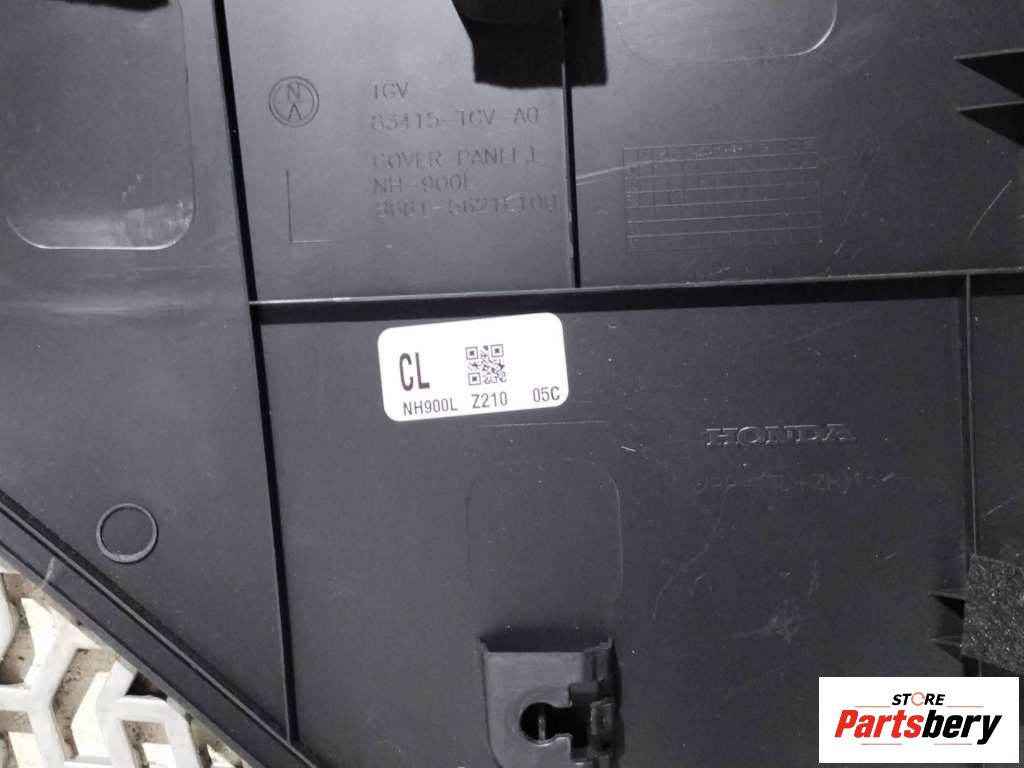 N
A
TGV
83415-TGV-A0
COVER PANEL,L
NH-900L
CL
NH900L Z210 05C
HONDA
STORE
Partsbery